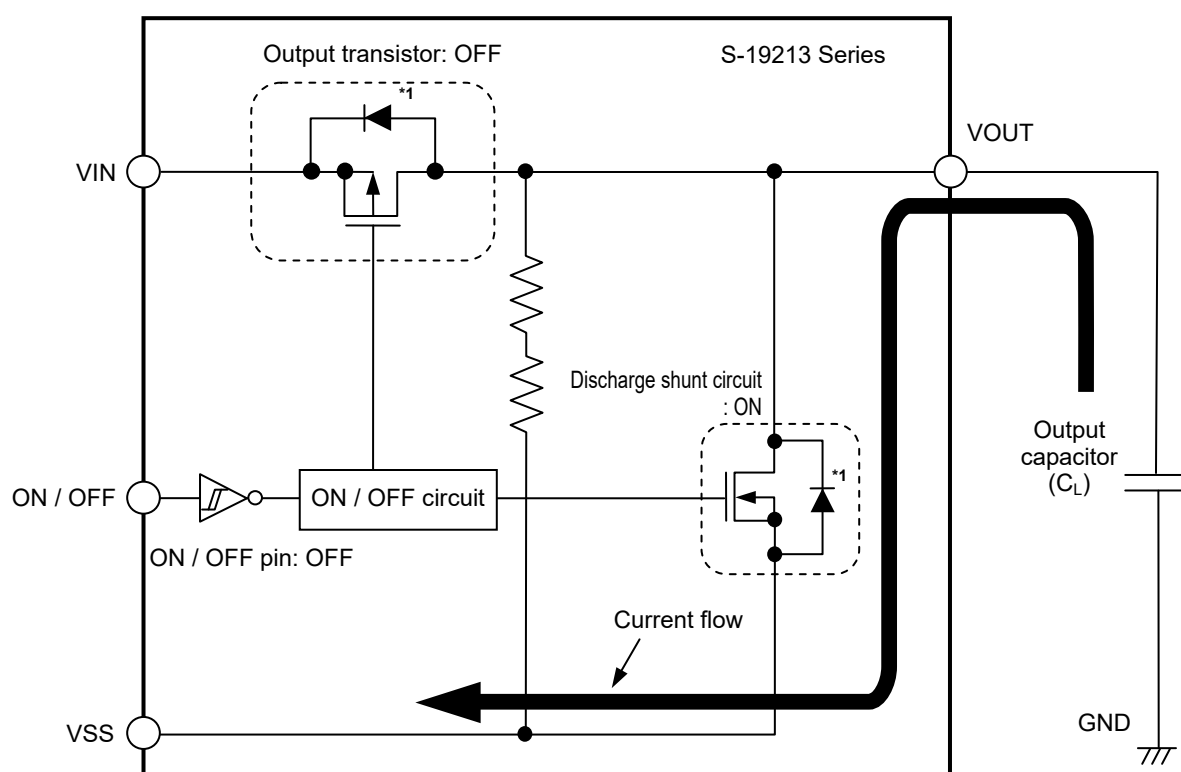 Output transistor: OFF
S-19213 Series
*1
VOUT
VIN
Discharge shunt circuit
: ON
*1
Output
capacitor
(CL)
ON / OFF
ON / OFF circuit
ON / OFF pin: OFF
Current flow
VSS
GND